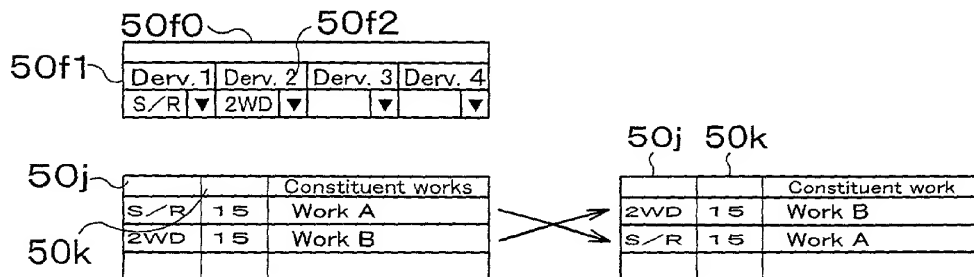 50f0 50f2
50f1
Derv. 1 Derv. 2 Derv. 3 Derv. 4
S/R ▼ 2WD ▼ ▼ ▼
50j 50k
50j Constituent works Constituent work
S/R 15 Work A 2WD 15 Work B
2WD 15 Work B S/R 15 Work A
50k